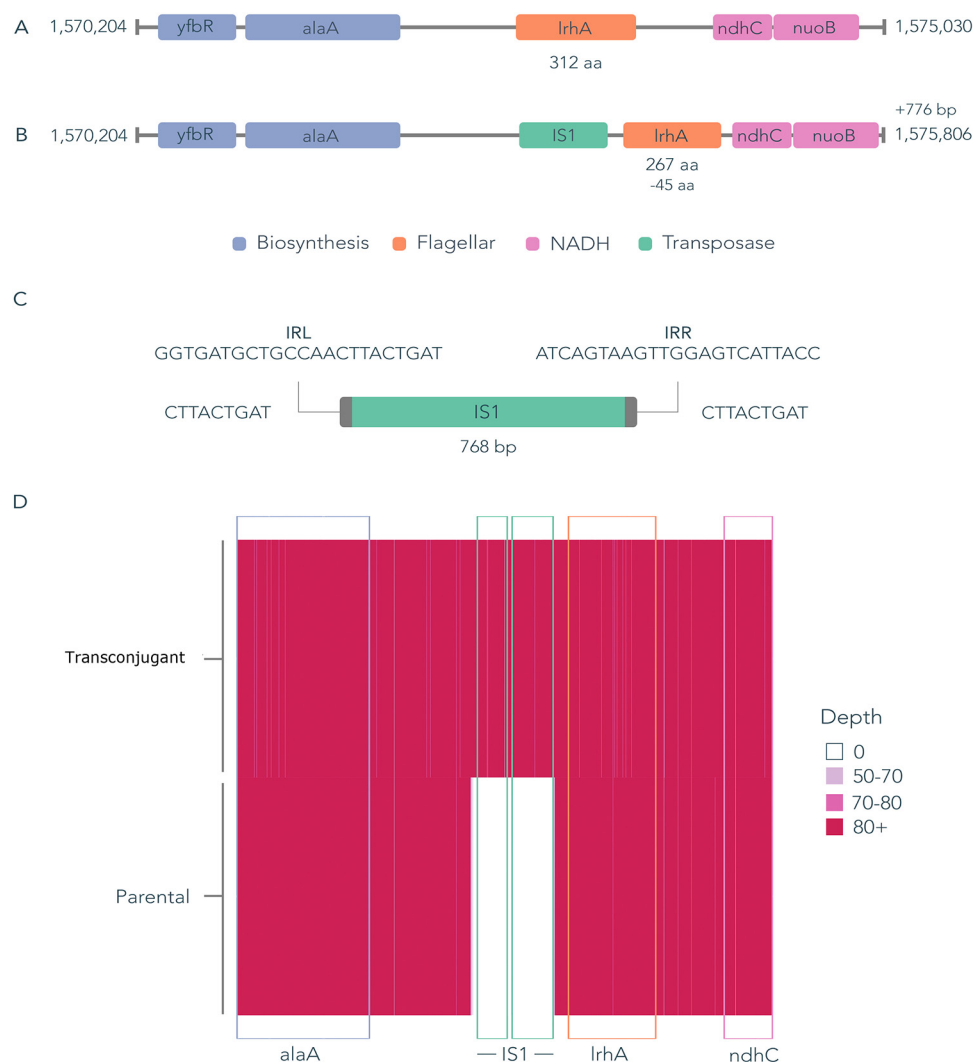 A
1,570,204
yfbR
alaA
lrhA
ndhC
nuoB
1,575,030
312 aa
+776 bp
B
1,570,204
yfbR
alaA
IS1
lrhA
ndhC
nuoB
1,575,806
267 aa
-45 aa
Biosynthesis
Flagellar
NADH
Transposase
C
IRL
IRR
GGTGATGCTGCCAACTTACTGAT
ATCAGTAAGTTGGAGTCATTACC
CTTACTGAT
IS1
CTTACTGAT
768 bp
D
Transconjugant
Parental
Depth
0
50-70
70-80
80+
alaA
IS1
lrhA
ndhC